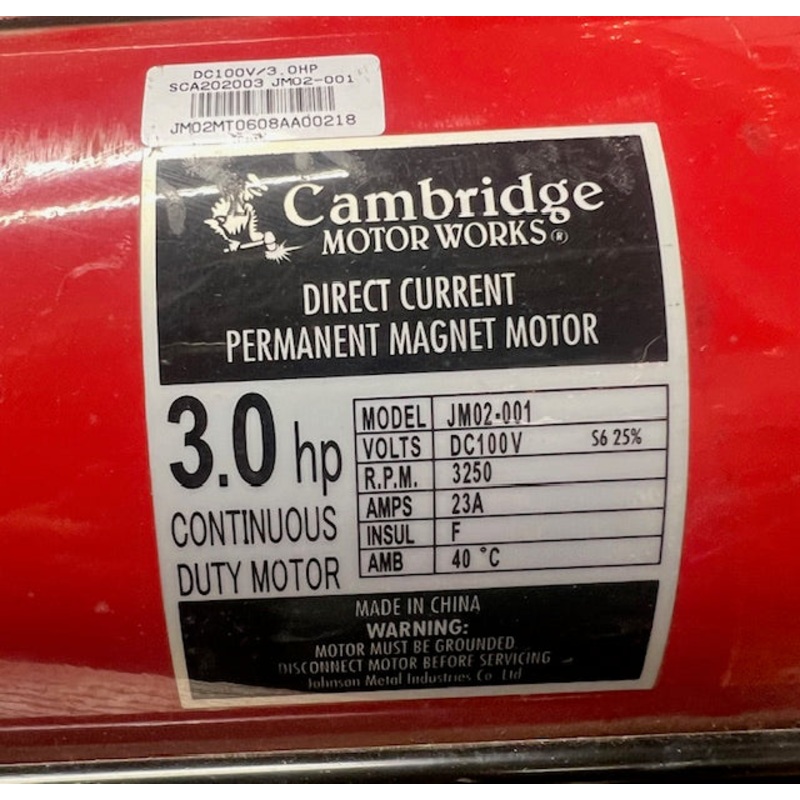 DC100V/3.0HP
SCA202003 JM02-001
JM02MT0608AA00218
Cambridge
MOTOR WORKS®
DIRECT CURRENT
PERMANENT MAGNET MOTOR
3.0 hp
CONTINUOUS
DUTY MOTOR
MODEL JM02-001
VOLTS DC100V S6 25%
R.P.M. 3250
AMPS 23A
INSUL F
AMB 40 °C
MADE IN CHINA
WARNING:
MOTOR MUST BE GROUNDED.
DISCONNECT MOTOR BEFORE SERVICING
Johnson Metal Industries Co Ltd